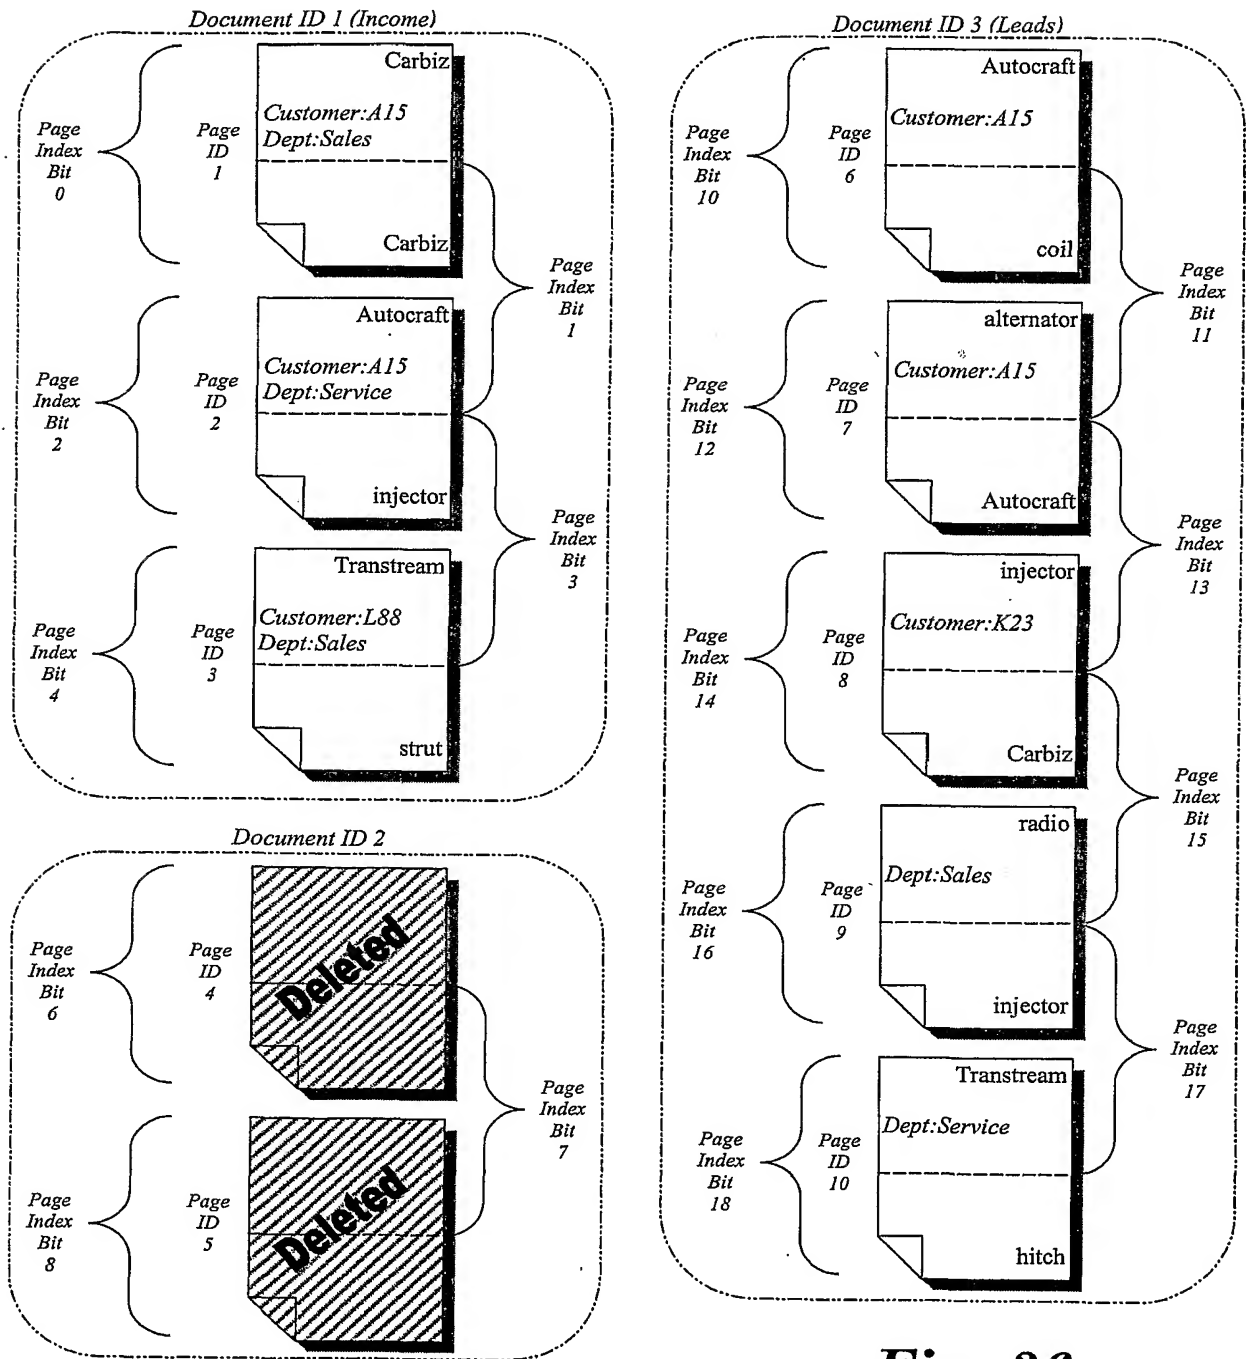 Document ID 1 (Income)
Page
Index
Bit
0
Page
ID
1
Carbiz
Customer:A15
Dept:Sales
Carbiz
Page
Index
Bit
1
Page
Index
Bit
2
Page
ID
2
Autocraft
Customer:A15
Dept:Service
injector
Page
Index
Bit
3
Page
Index
Bit
4
Page
ID
3
Transtream
Customer:L88
Dept:Sales
strut
Document ID 2
Page
Index
Bit
6
Page
ID
4
Deleted
Page
Index
Bit
7
Page
Index
Bit
8
Page
ID
5
Deleted
Document ID 3 (Leads)
Page
Index
Bit
10
Page
ID
6
Autocraft
Customer:A15
coil
Page
Index
Bit
11
Page
Index
Bit
12
Page
ID
7
alternator
Customer:A15
Autocraft
Page
Index
Bit
13
Page
Index
Bit
14
Page
ID
8
injector
Customer:K23
Carbiz
Page
Index
Bit
15
Page
Index
Bit
16
Page
ID
9
radio
Dept:Sales
injector
Page
Index
Bit
17
Page
Index
Bit
18
Page
ID
10
Transtream
Dept:Service
hitch